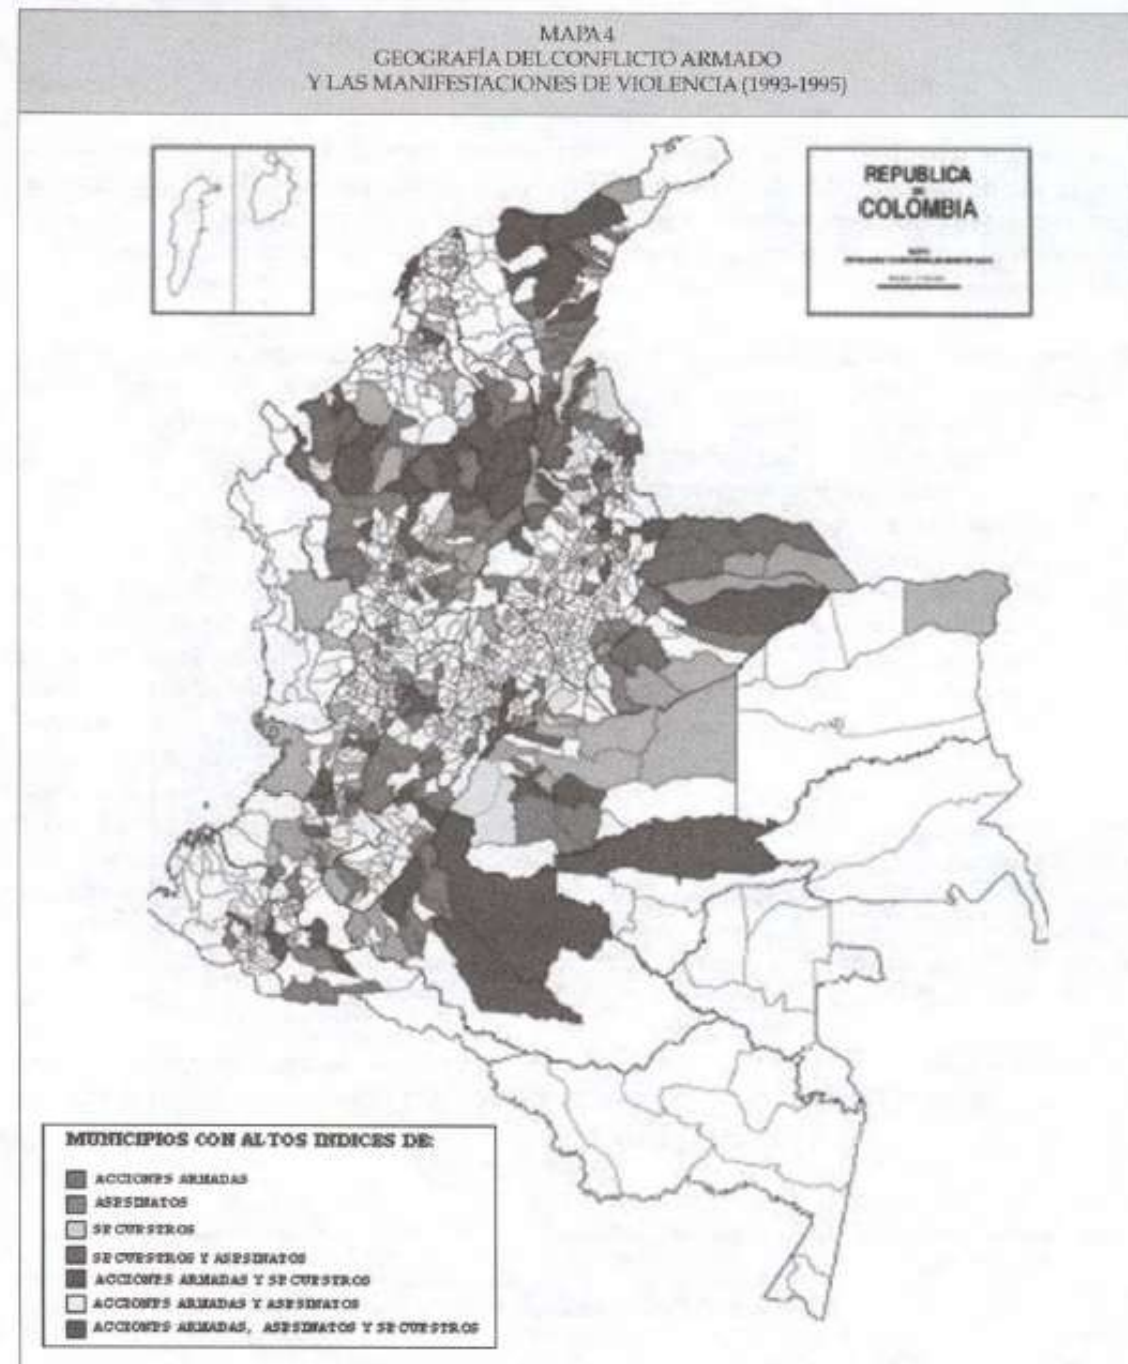 MAPA 4
GEOGRAFÍA DEL CONFLICTO ARMADO
Y LAS MANIFESTACIONES DE VIOLENCIA (1993-1995)
REPUBLICA
DE
COLOMBIA
MUNICIPIOS CON ALTOS INDICES DE:
ACCIONES ARMADAS
ASESINATOS
SECUESTROS
SECUESTROS Y ASESINATOS
ACCIONES ARMADAS Y SECUESTROS
ACCIONES ARMADAS Y ASESINATOS
ACCIONES ARMADAS, ASESINATOS Y SECUESTROS